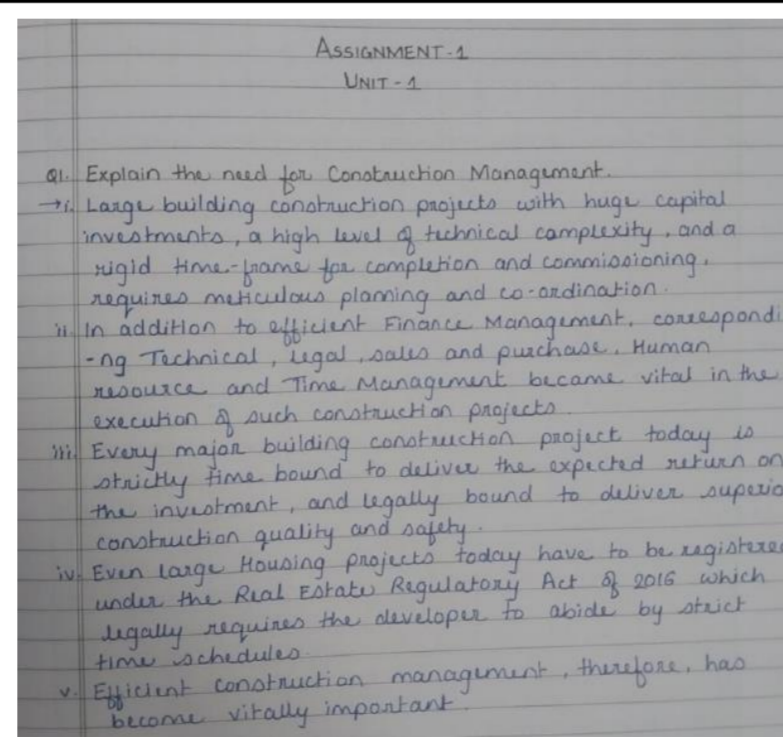 ASSIGNMENT-1
UNIT-1
Q1. Explain the need for Construction Management.
→i. Large building construction projects with huge capital
investments, a high level of technical complexity, and a
rigid time-frame for completion and commissioning,
requires meticulous planning and co-ordination.
ii. In addition to efficient Finance Management, correspondi
-ng Technical, legal, sales and purchase, Human
resource and Time Management became vital in the
execution of such construction projects.
iii. Every major building construction project today is
strictly time bound to deliver the expected return on
the investment, and legally bound to deliver superio
construction quality and safety.
iv. Even large Housing projects today have to be registere
under the Real Estate Regulatory Act of 2016 which
legally requires the developer to abide by strict
time schedules.
v. Efficient construction management, therefore, has
become vitally important.